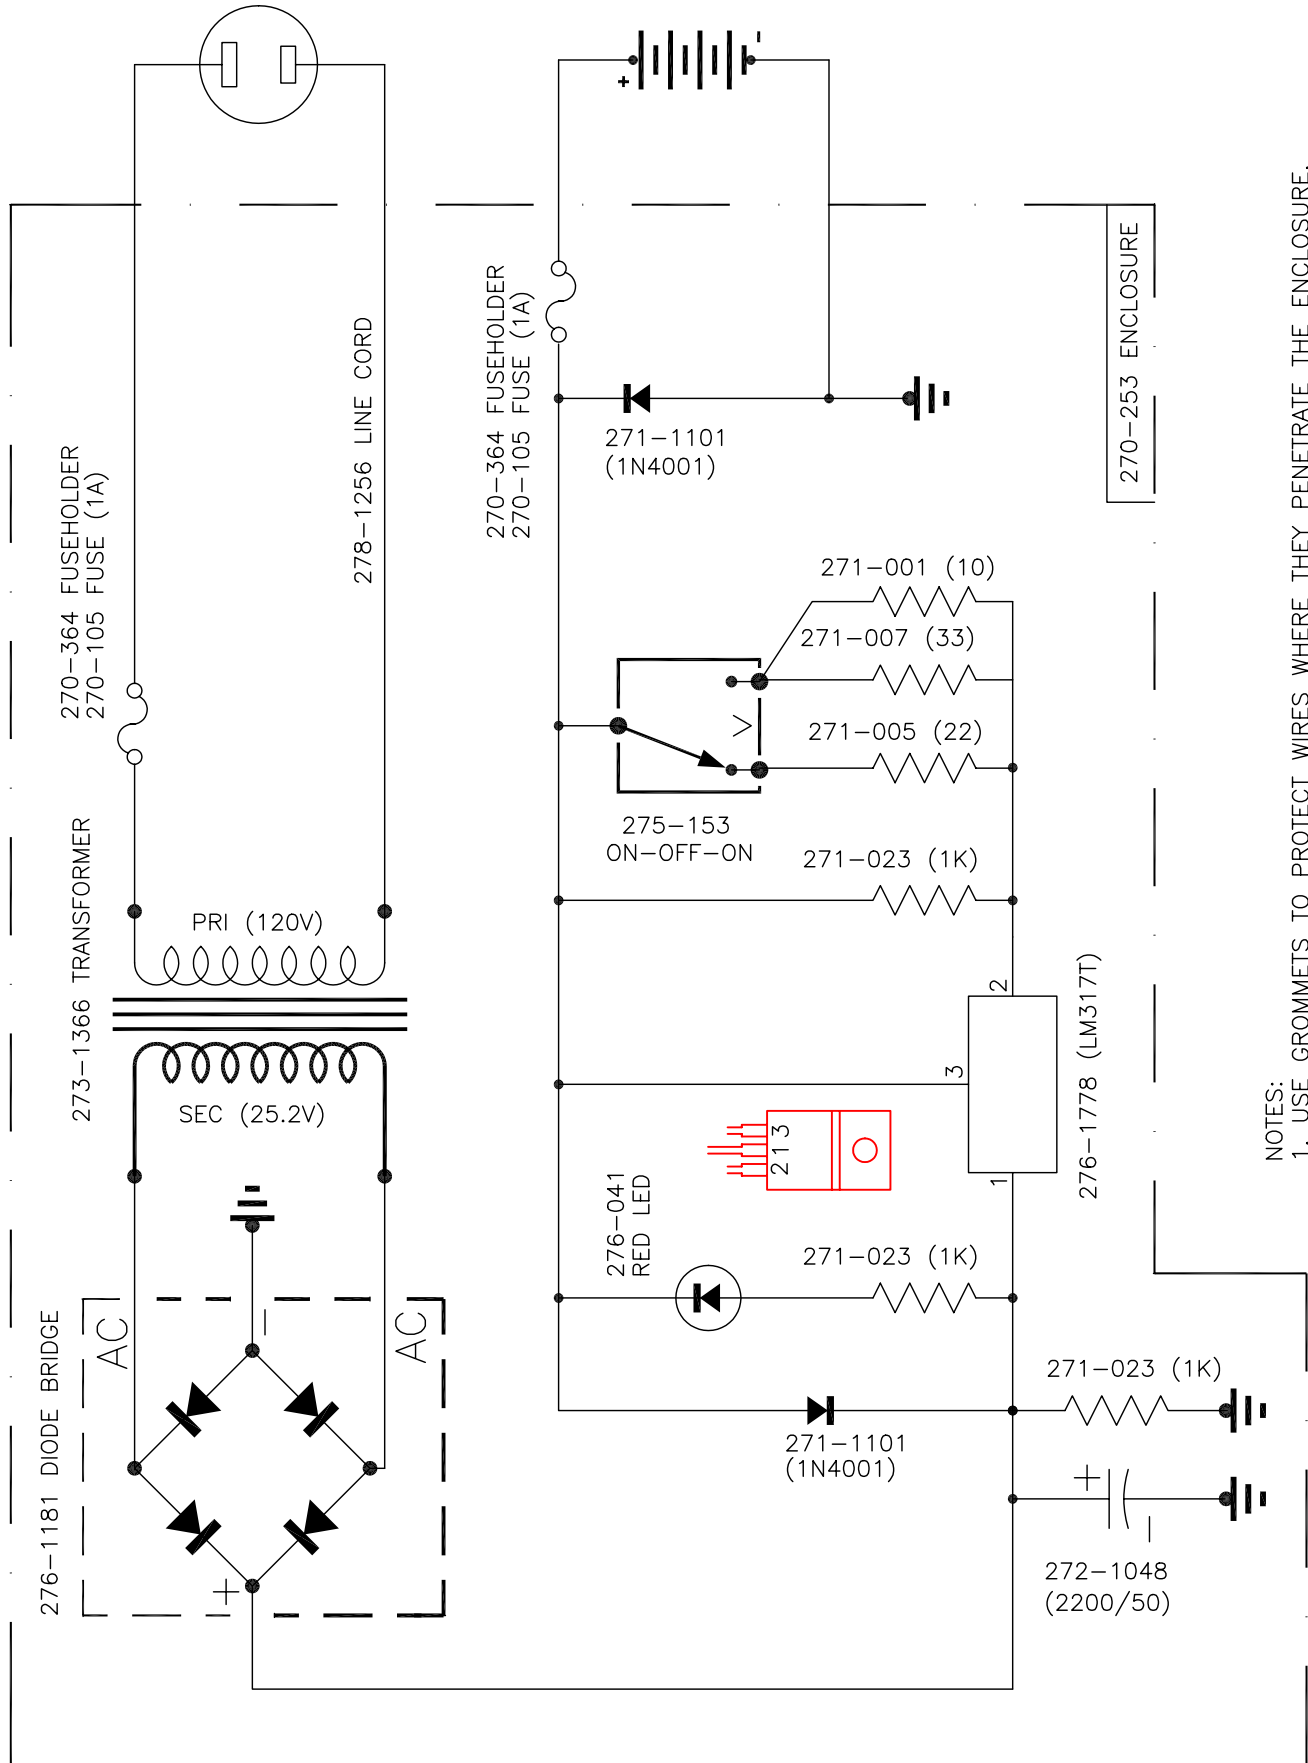 270-364 FUSEHOLDER
270-105 FUSE (1A)
278-1256 LINE CORD
273-1366 TRANSFORMER
PRI (120V)
SEC (25.2V)
276-1181 DIODE BRIDGE
AC
AC
+
-
+
-
270-364 FUSEHOLDER
270-105 FUSE (1A)
271-1101
(1N4001)
270-253 ENCLOSURE
271-001 (10)
271-007 (33)
271-005 (22)
275-153
ON-OFF-ON
271-023 (1K)
2
3
1
276-1778 (LM317T)
213
276-041
RED LED
271-023 (1K)
271-1101
(1N4001)
271-023 (1K)
+
-
272-1048
(2200/50)
NOTES:
1. USE GROMMETS TO PROTECT WIRES WHERE THEY PENETRATE THE ENCLOSURE.